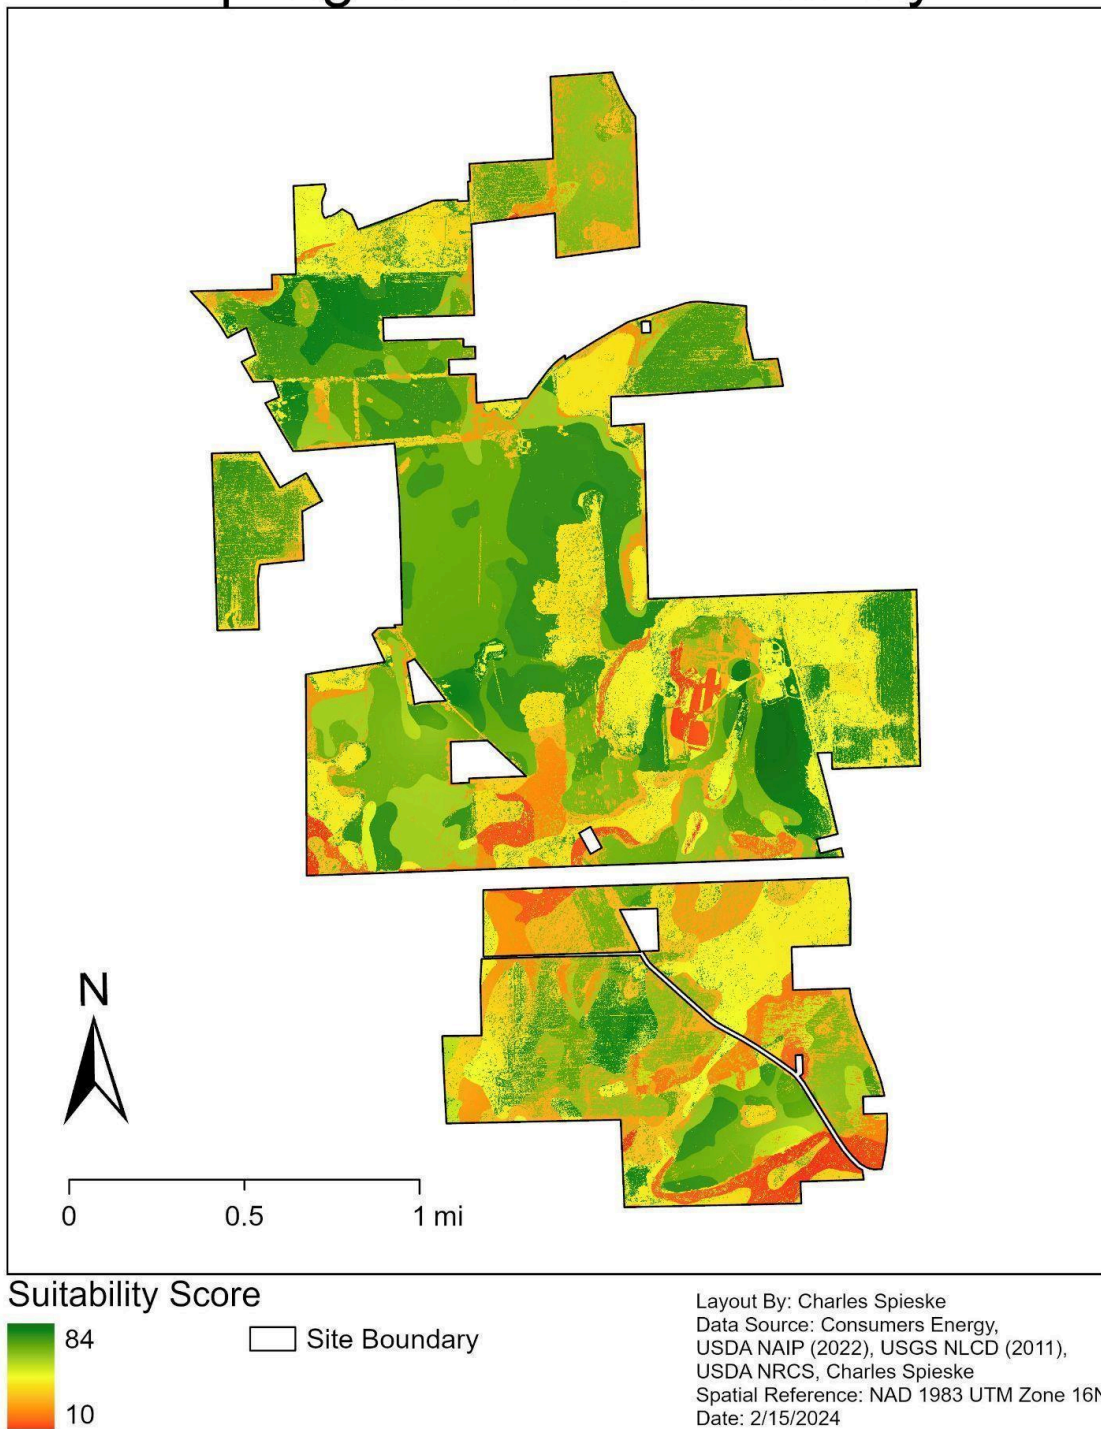 N
0
0.5
1 mi
Suitability Score
84
10
Site Boundary
Layout By: Charles Spieske
Data Source: Consumers Energy,
USDA NAIP (2022), USGS NLCD (2011),
USDA NRCS, Charles Spieske
Spatial Reference: NAD 1983 UTM Zone 16N
Date: 2/15/2024